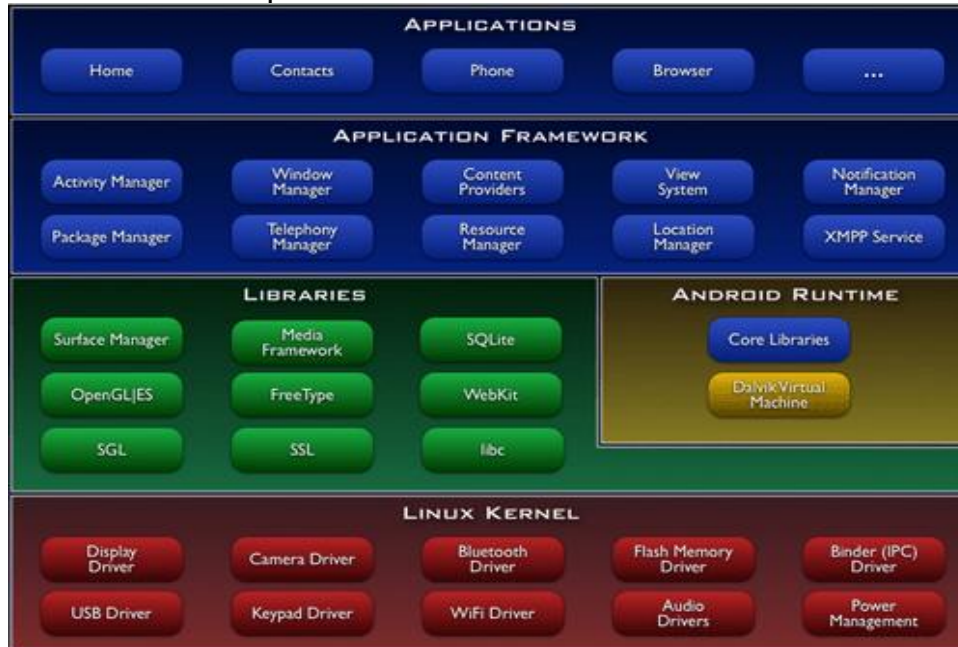 APPLICATIONS
Home Contacts Phone Browser ...
APPLICATION FRAMEWORK
Activity Manager
Window
Manager
Content
Providers
View
System
Notification
Manager
Package Manager
Telephony
Manager
Resource
Manager
Location
Manager
XMPP Service
LIBRARIES
Surface Manager
Media
Framework
SQLite
OpenGL|ES
FreeType
WebKit
SGL
SSL
libc
ANDROID RUNTIME
Core Libraries
Dalvik Virtual
Machine
LINUX KERNEL
Display
Driver
Camera Driver
Bluetooth
Driver
Flash Memory
Driver
Binder (IPC)
Driver
USB Driver
Keypad Driver
WiFi Driver
Audio
Drivers
Power
Management